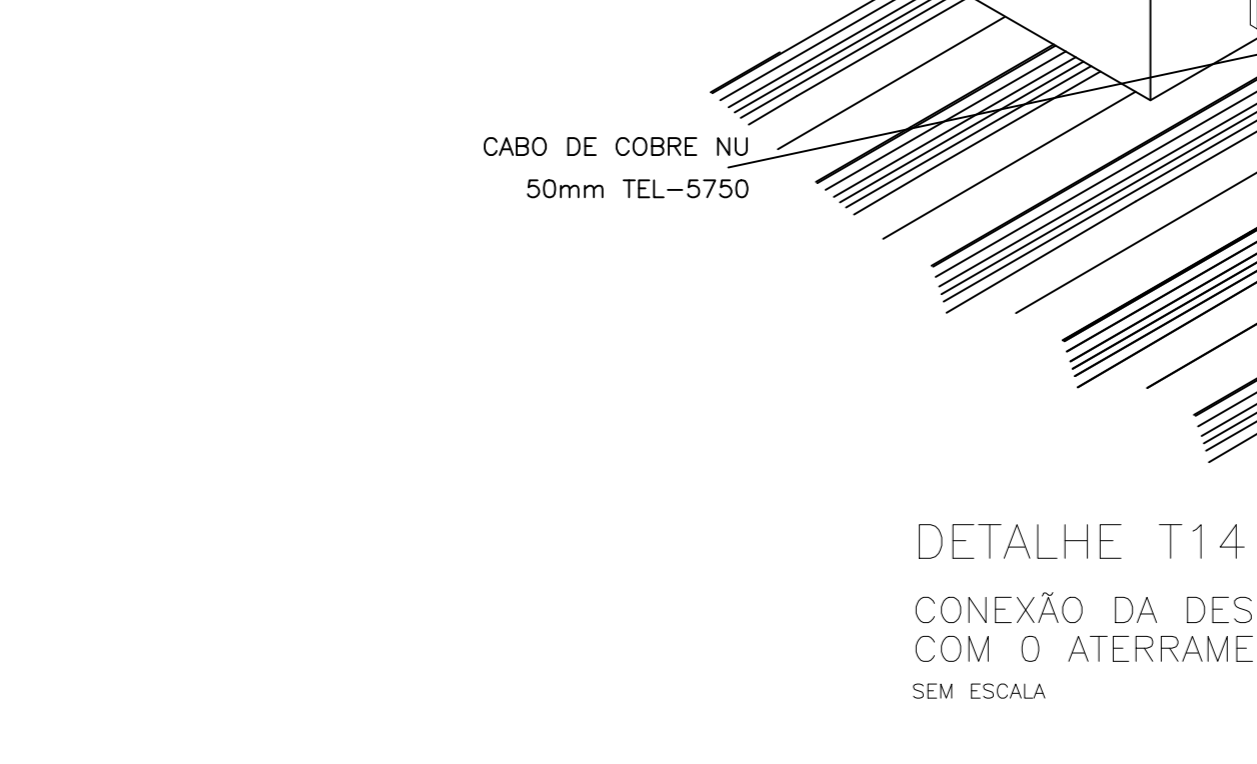 CABO DE COBRE NU
50mm TEL-5750
DETALHE T14
CONEXÃO DA DES
COM O ATERRAME
SEM ESCALA